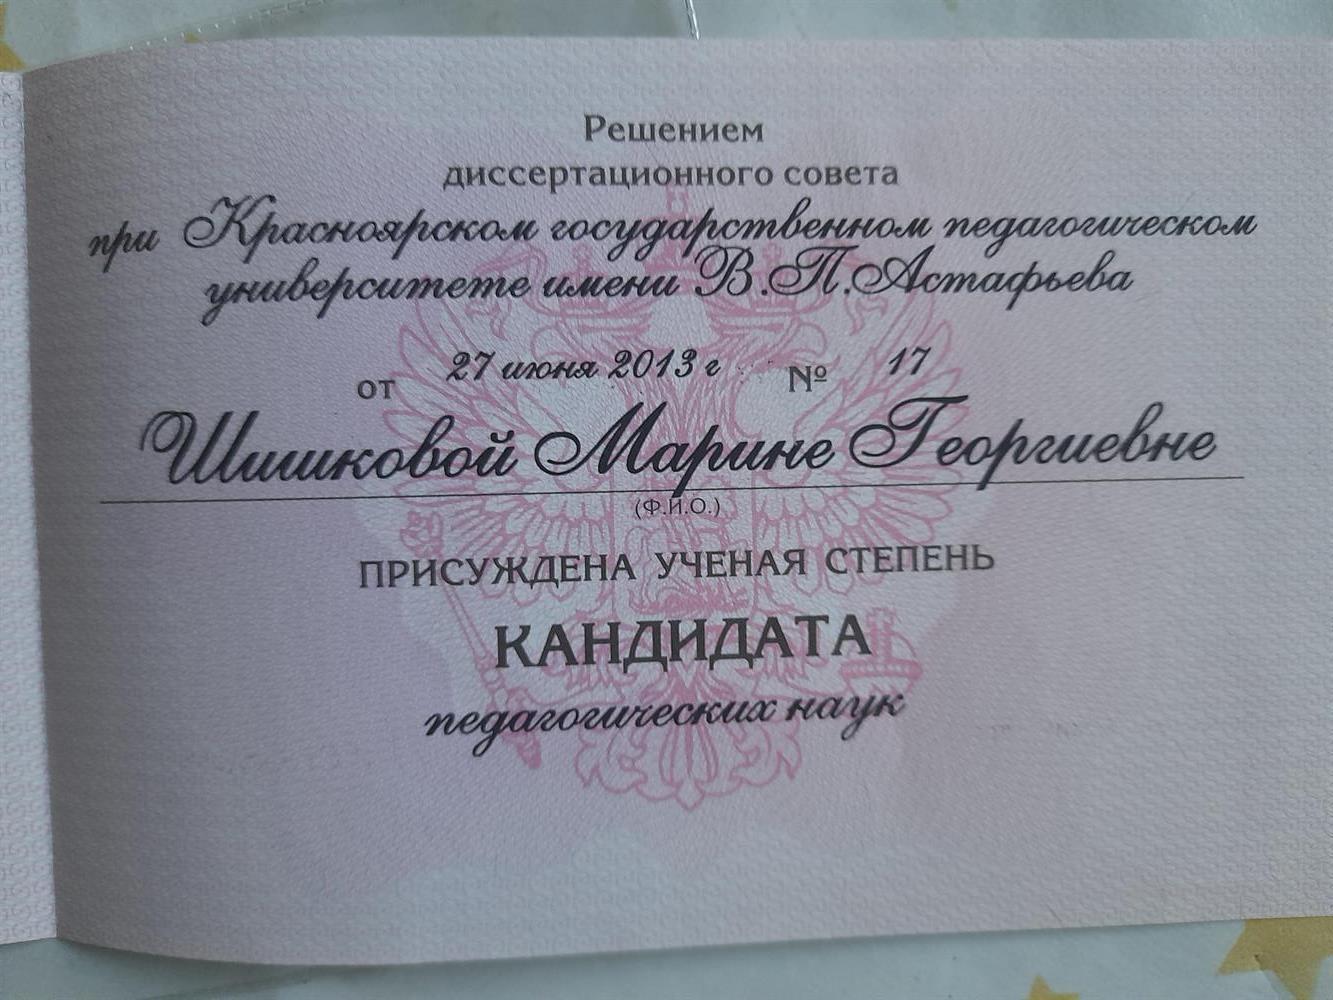 Решением
диссертационного совета
при Красноярском государственном педагогическом
университете имени В.П.Астафьева
от 27 июня 2013 г № 17
Шишковой Марине Георгиевне
(Ф.И.О.)
ПРИСУЖДЕНА УЧЕНАЯ СТЕПЕНЬ
КАНДИДАТА
педагогических наук